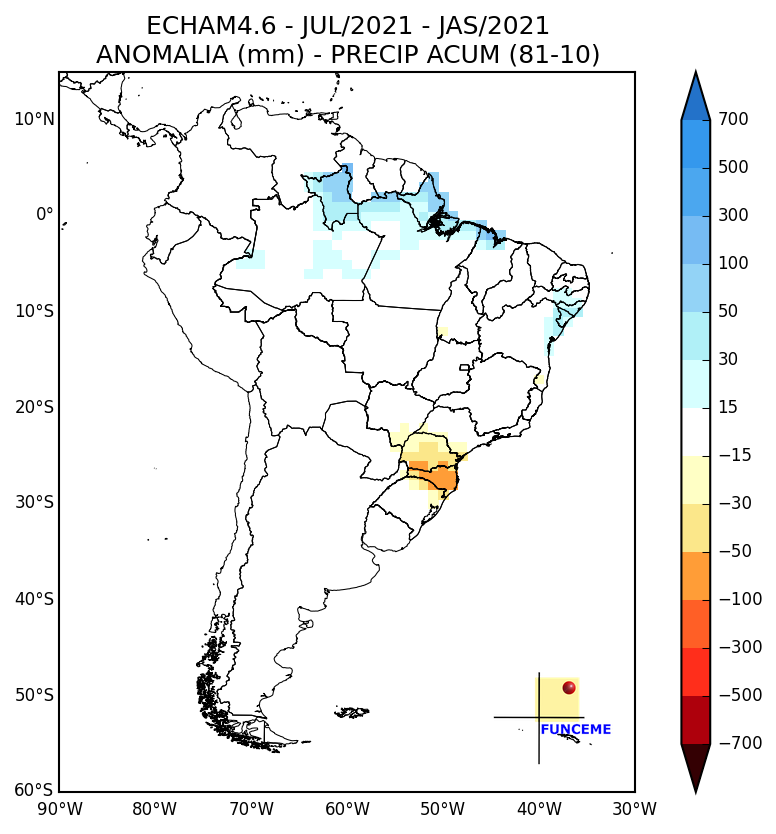 ECHAM4.6 - JUL/2021 - JAS/2021
ANOMALIA (mm) - PRECIP ACUM (81-10)
10°N
0°
10°S
20°S
30°S
40°S
50°S
60°S
90°W 80°W 70°W 60°W 50°W 40°W 30°W
700
500
300
100
50
30
15
−15
−30
−50
−100
−300
−500
−700
FUNCEME